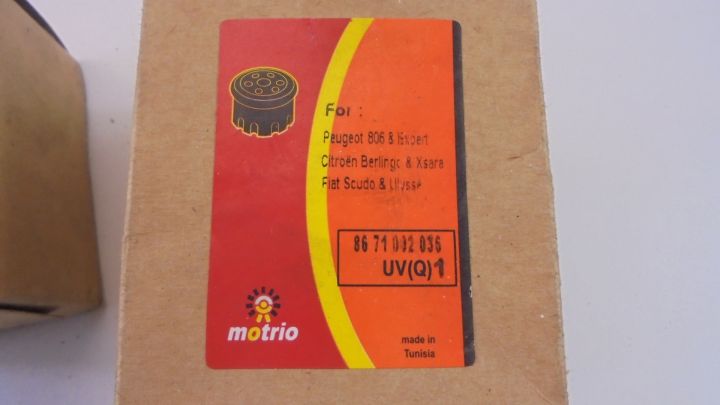 For :
Peugeot 806 & Expert
Citroën Berlingo & Xsara
Fiat Scudo & Ulysse
86 71 002 036
UV(Q)1
motrio
made in
Tunisia